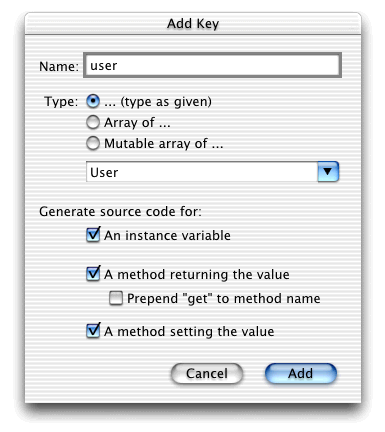 Add Key
Name: user
Type: ... (type as given)
Array of ...
Mutable array of ...
User
Generate source code for:
An instance variable
A method returning the value
Prepend "get" to method name
A method setting the value
Cancel Add